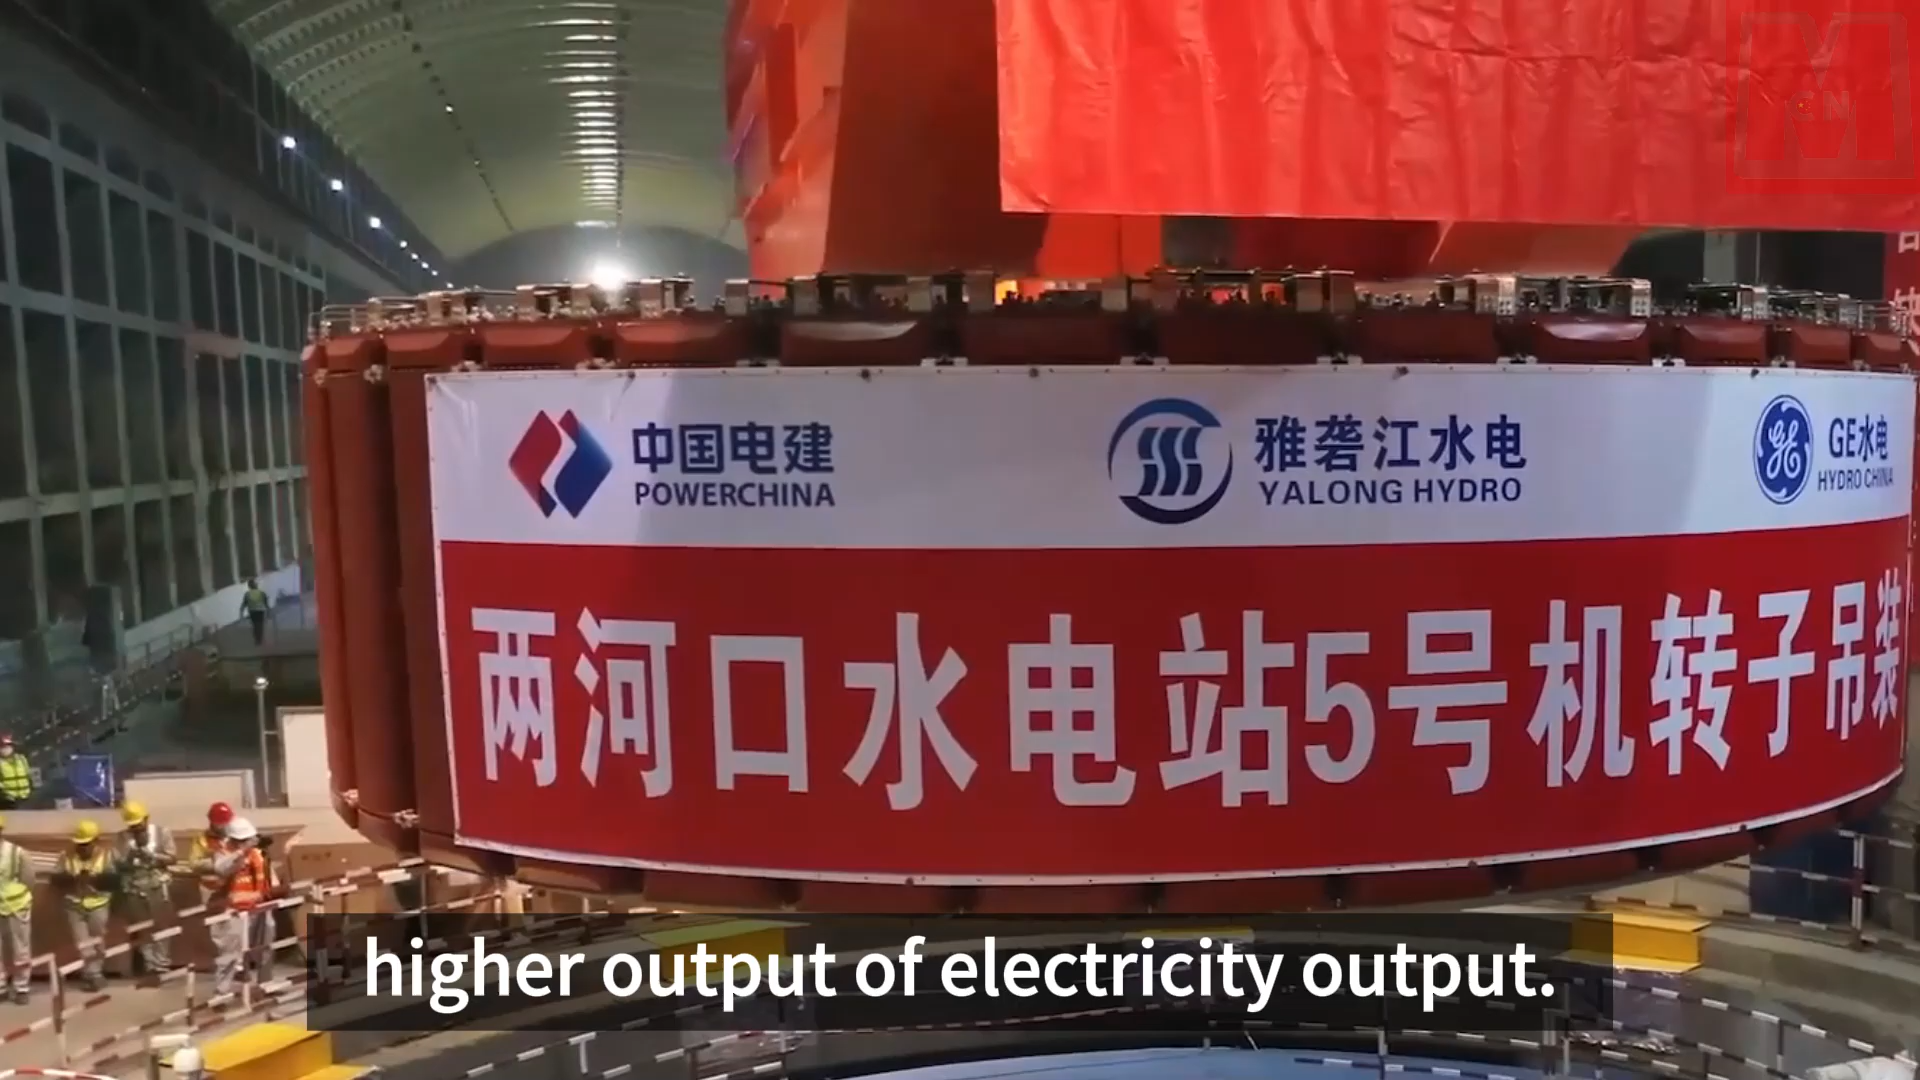 CN
中国电建
POWERCHINA
雅砻江水电
YALONG HYDRO
GE水电
HYDRO CHINA
两河口水电站5号机转子吊装
higher output of electricity output.